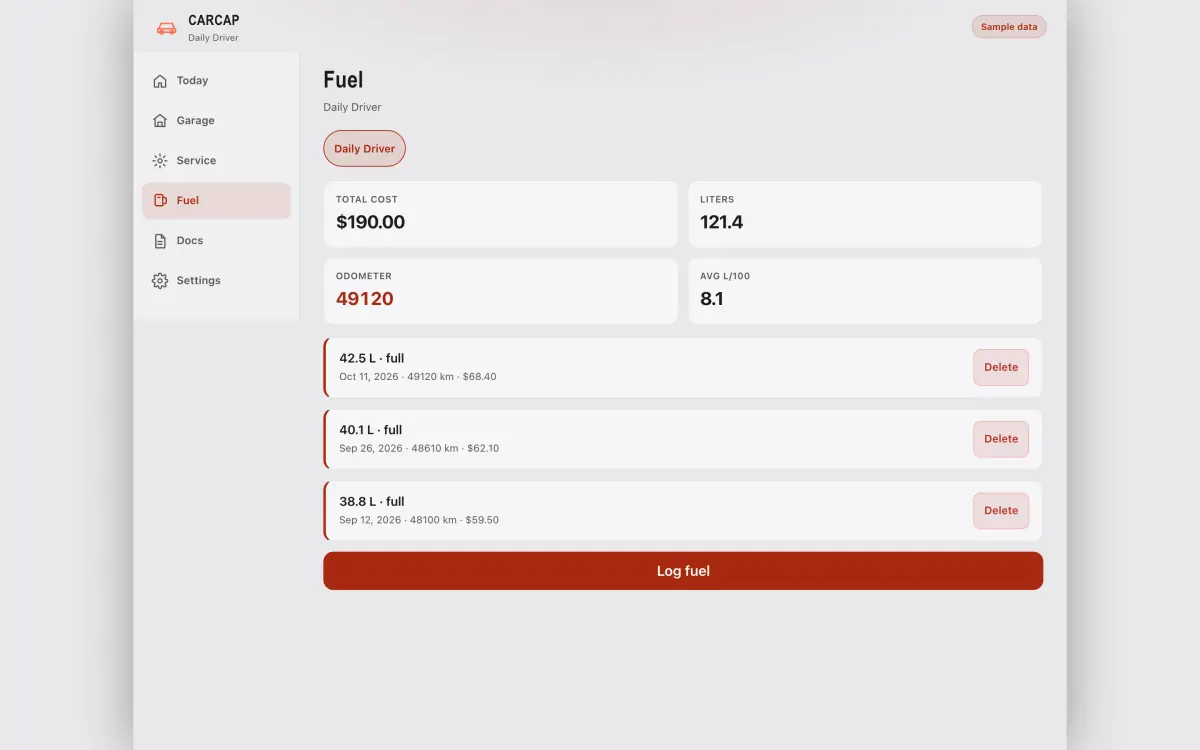 CARCAP
Daily Driver
Sample data
Today
Garage
Service
Fuel
Docs
Settings
Fuel
Daily Driver
Daily Driver
TOTAL COST
$190.00
LITERS
121.4
ODOMETER
49120
AVG L/100
8.1
42.5 L · full
Oct 11, 2026 · 49120 km · $68.40
Delete
40.1 L · full
Sep 26, 2026 · 48610 km · $62.10
Delete
38.8 L · full
Sep 12, 2026 · 48100 km · $59.50
Delete
Log fuel